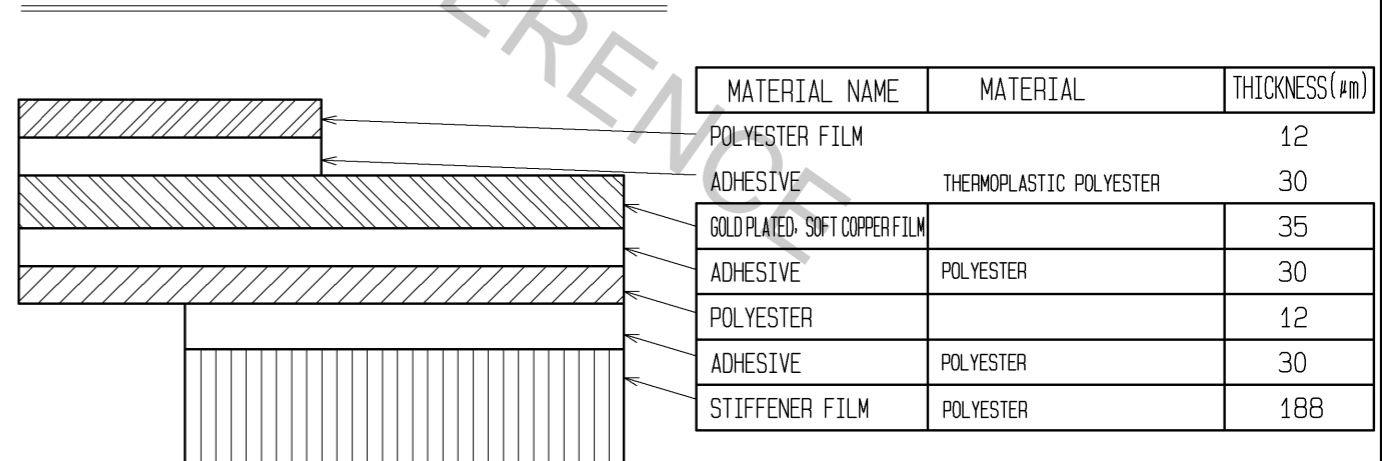 ERENCE
MATERIAL NAME MATERIAL THICKNESS(μm)
POLYESTER FILM 12
ADHESIVE THERMOPLASTIC POLYESTER 30
GOLD PLATED, SOFT COPPER FILM 35
ADHESIVE POLYESTER 30
POLYESTER 12
ADHESIVE POLYESTER 30
STIFFENER FILM POLYESTER 188